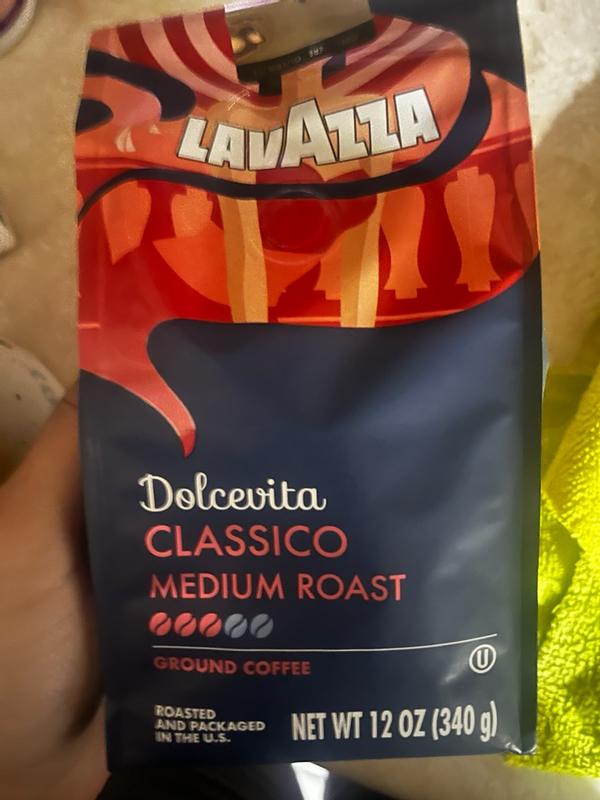 LAVAZZA
Dolcevita
CLASSICO
MEDIUM ROAST
GROUND COFFEE
U
ROASTED
AND PACKAGED
IN THE U.S.
NET WT 12 OZ (340 g)